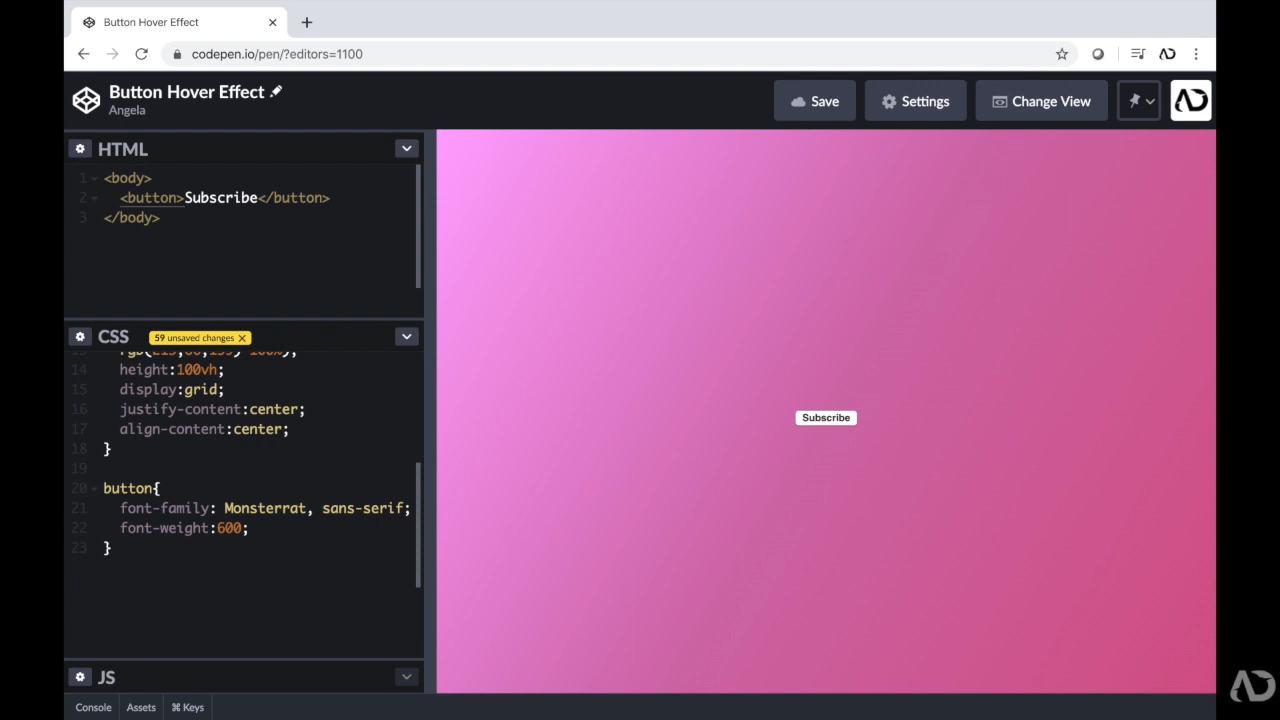 Button Hover Effect
codepen.io/pen/?editors=1100
Button Hover Effect
Angela
Save
Settings
Change View
HTML
1 <body>
2 <button>Subscribe</button>
3 </body>
CSS
59 unsaved changes
14 height:100vh;
15 display:grid;
16 justify-content:center;
17 align-content:center;
18 }
19
20 button{
21 font-family: Monsterrat, sans-serif;
22 font-weight:600;
23 }
Subscribe
JS
Console
Assets
⌘ Keys